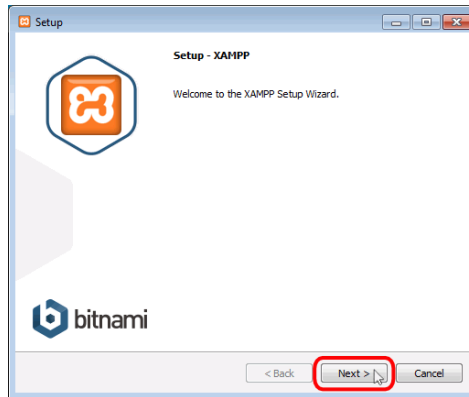 Setup
Setup - XAMPP
Welcome to the XAMPP Setup Wizard.
bitnami
< Back
Next >
Cancel